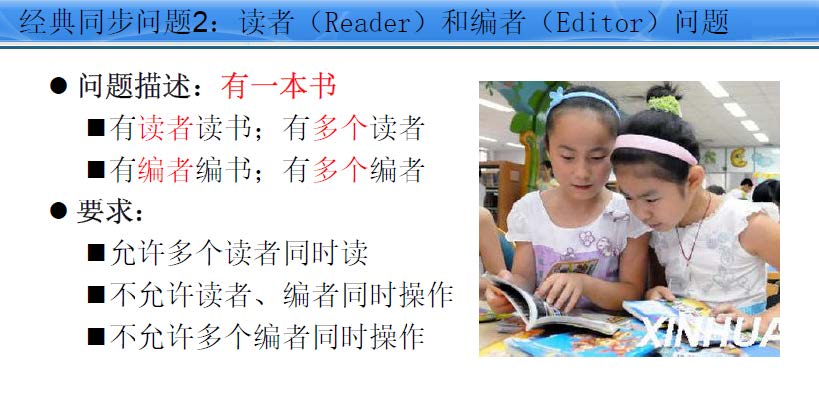 经典同步问题2：读者（Reader）和编者（Editor）问题
问题描述：有一本书
有读者读书；有多个读者
有编者编书；有多个编者
要求：
允许多个读者同时读
不允许读者、编者同时操作
不允许多个编者同时操作
XINHUA